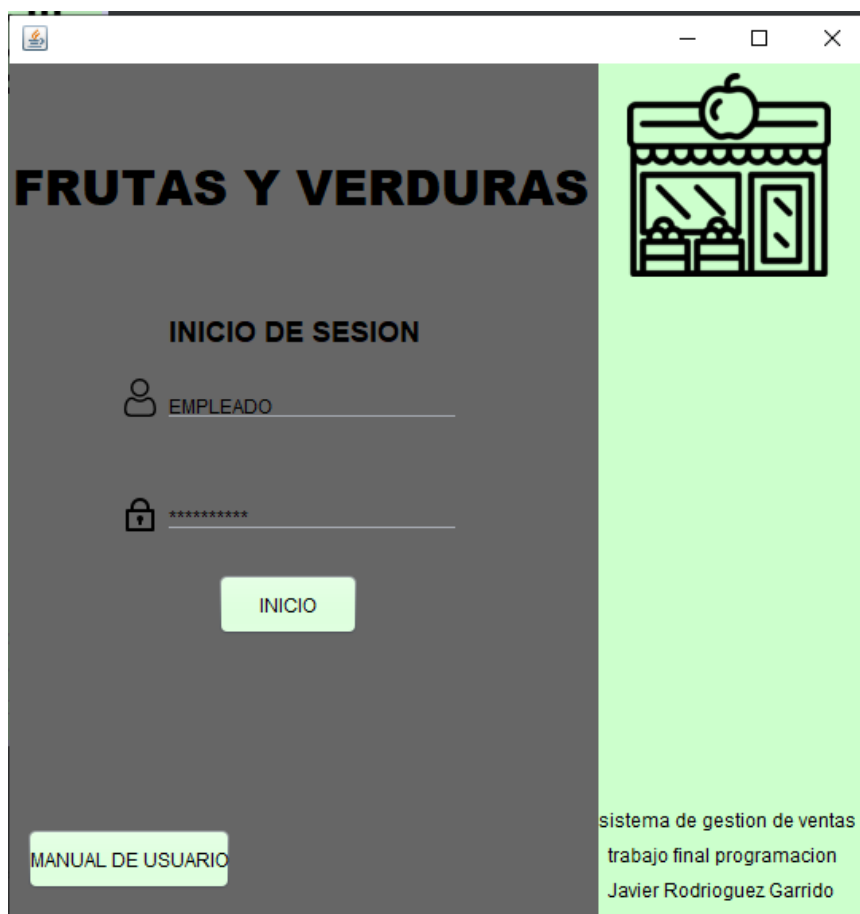 FRUTAS Y VERDURAS
INICIO DE SESION
EMPLEADO
**********
INICIO
MANUAL DE USUARIO
sistema de gestion de ventas
trabajo final programacion
Javier Rodrioguez Garrido